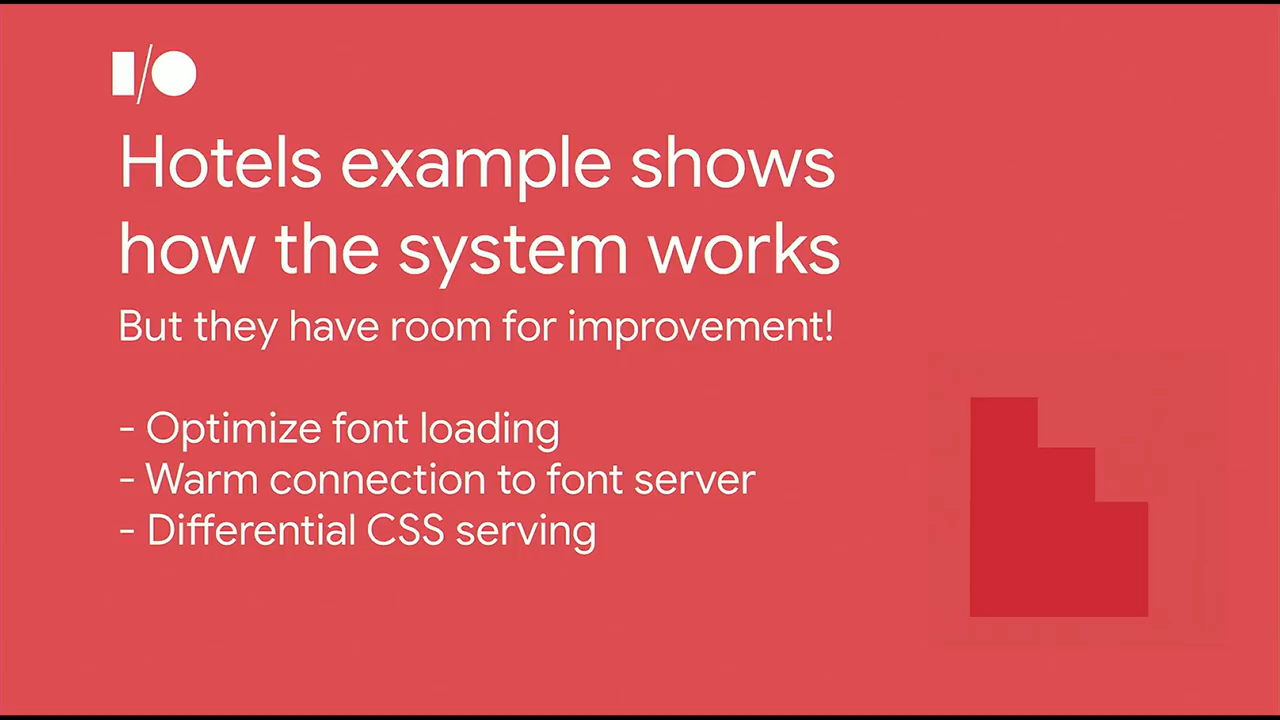 I/O
Hotels example shows
how the system works
But they have room for improvement!
- Optimize font loading
- Warm connection to font server
- Differential CSS serving